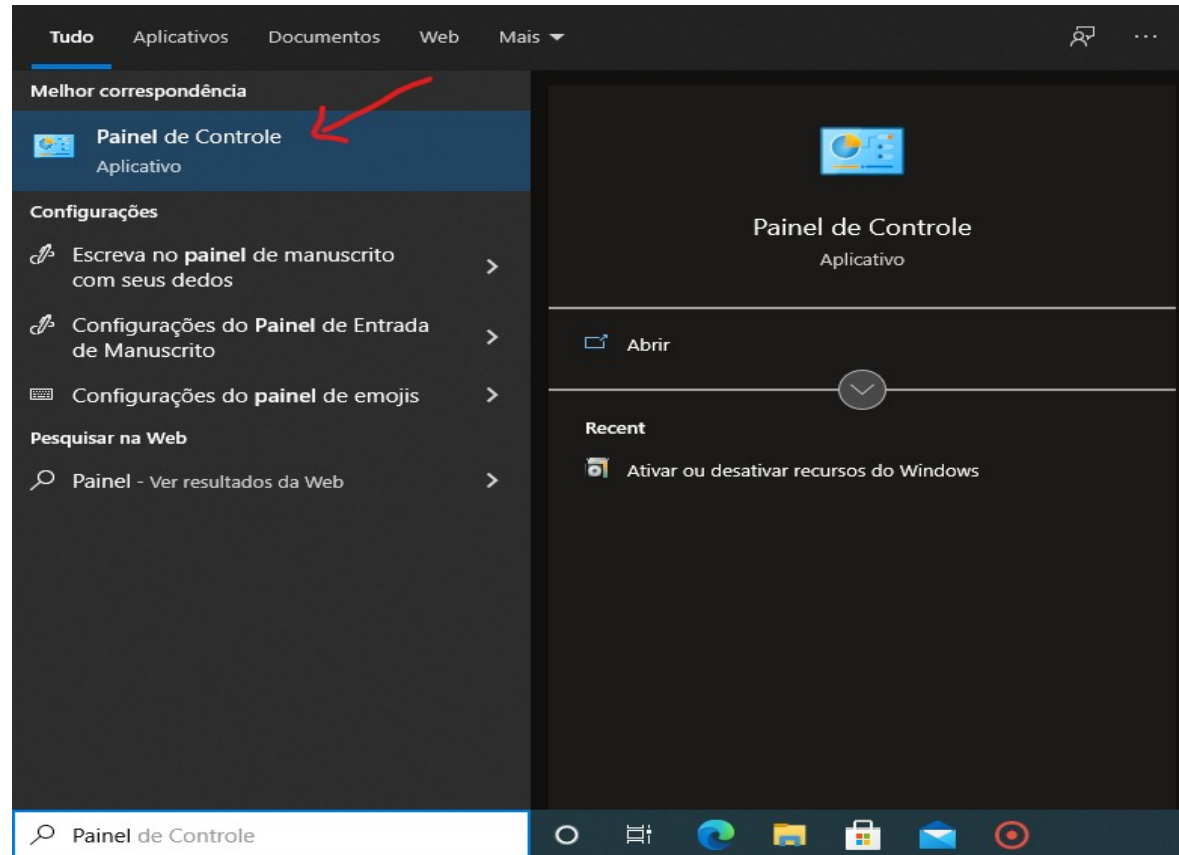 Tudo Aplicativos Documentos Web Mais
Melhor correspondência
Painel de Controle
Aplicativo
Configurações
Escreva no painel de manuscrito
com seus dedos
Configurações do Painel de Entrada
de Manuscrito
Configurações do painel de emojis
Pesquisar na Web
Painel - Ver resultados da Web
Painel de Controle
Aplicativo
Abrir
Recent
Ativar ou desativar recursos do Windows
Painel de Controle